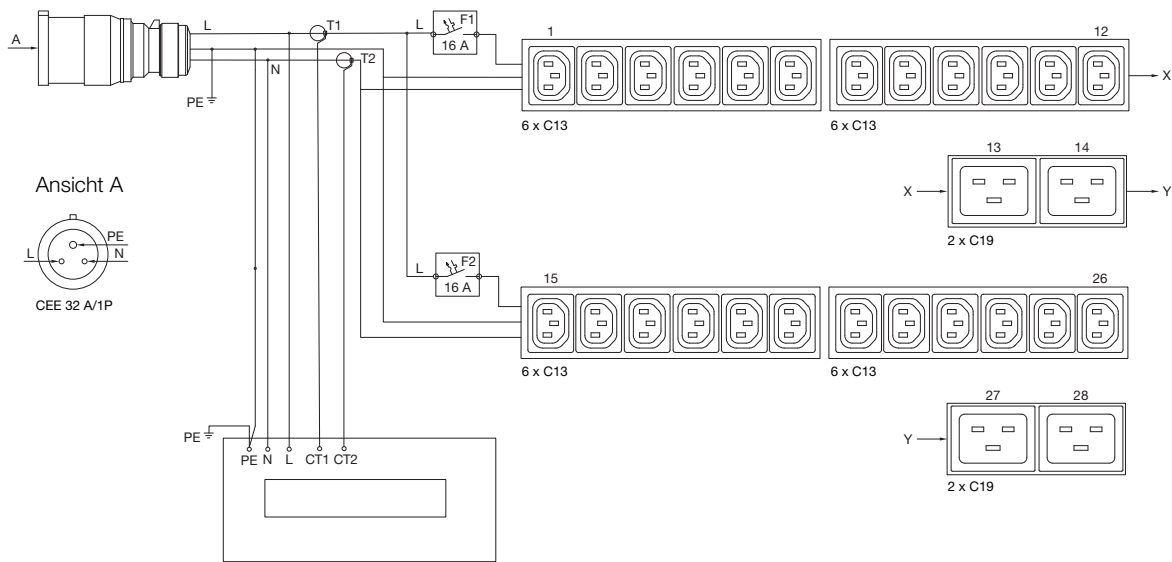 A
L
T1
L
F1
16 A
1
12
T2
N
PE
X
6 x C13
6 x C13
13
14
Ansicht A
X
Y
L
PE
N
2 x C19
CEE 32 A/1P
L
F2
16 A
15
26
6 x C13
6 x C13
27
28
PE
Y
PE N L CT1 CT2
2 x C19